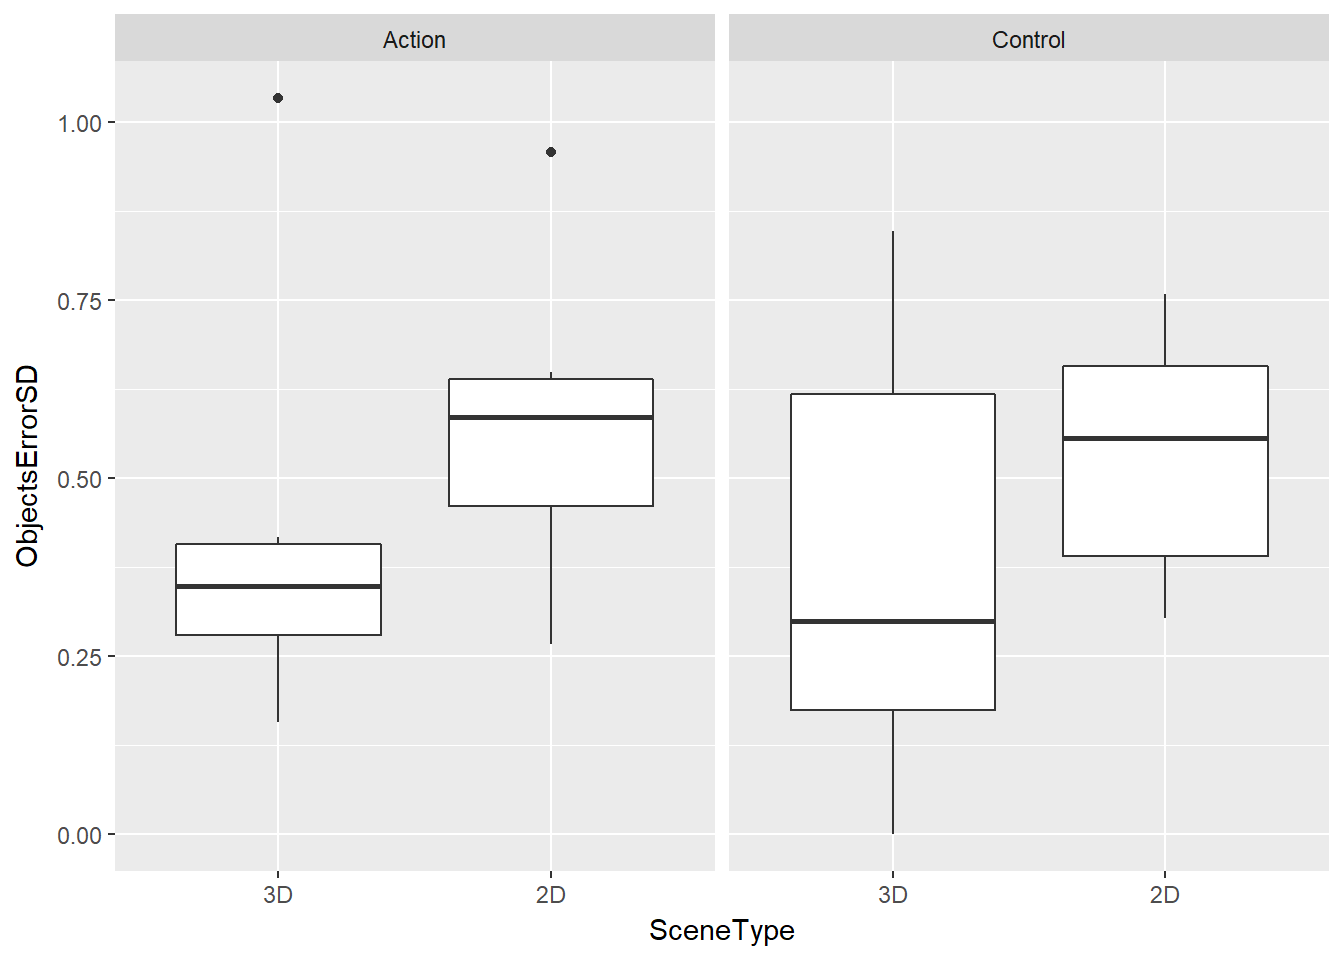 Action
Control
1.00
0.75
0.50
0.25
0.00
ObjectsErrorSD
3D
2D
3D
2D
SceneType